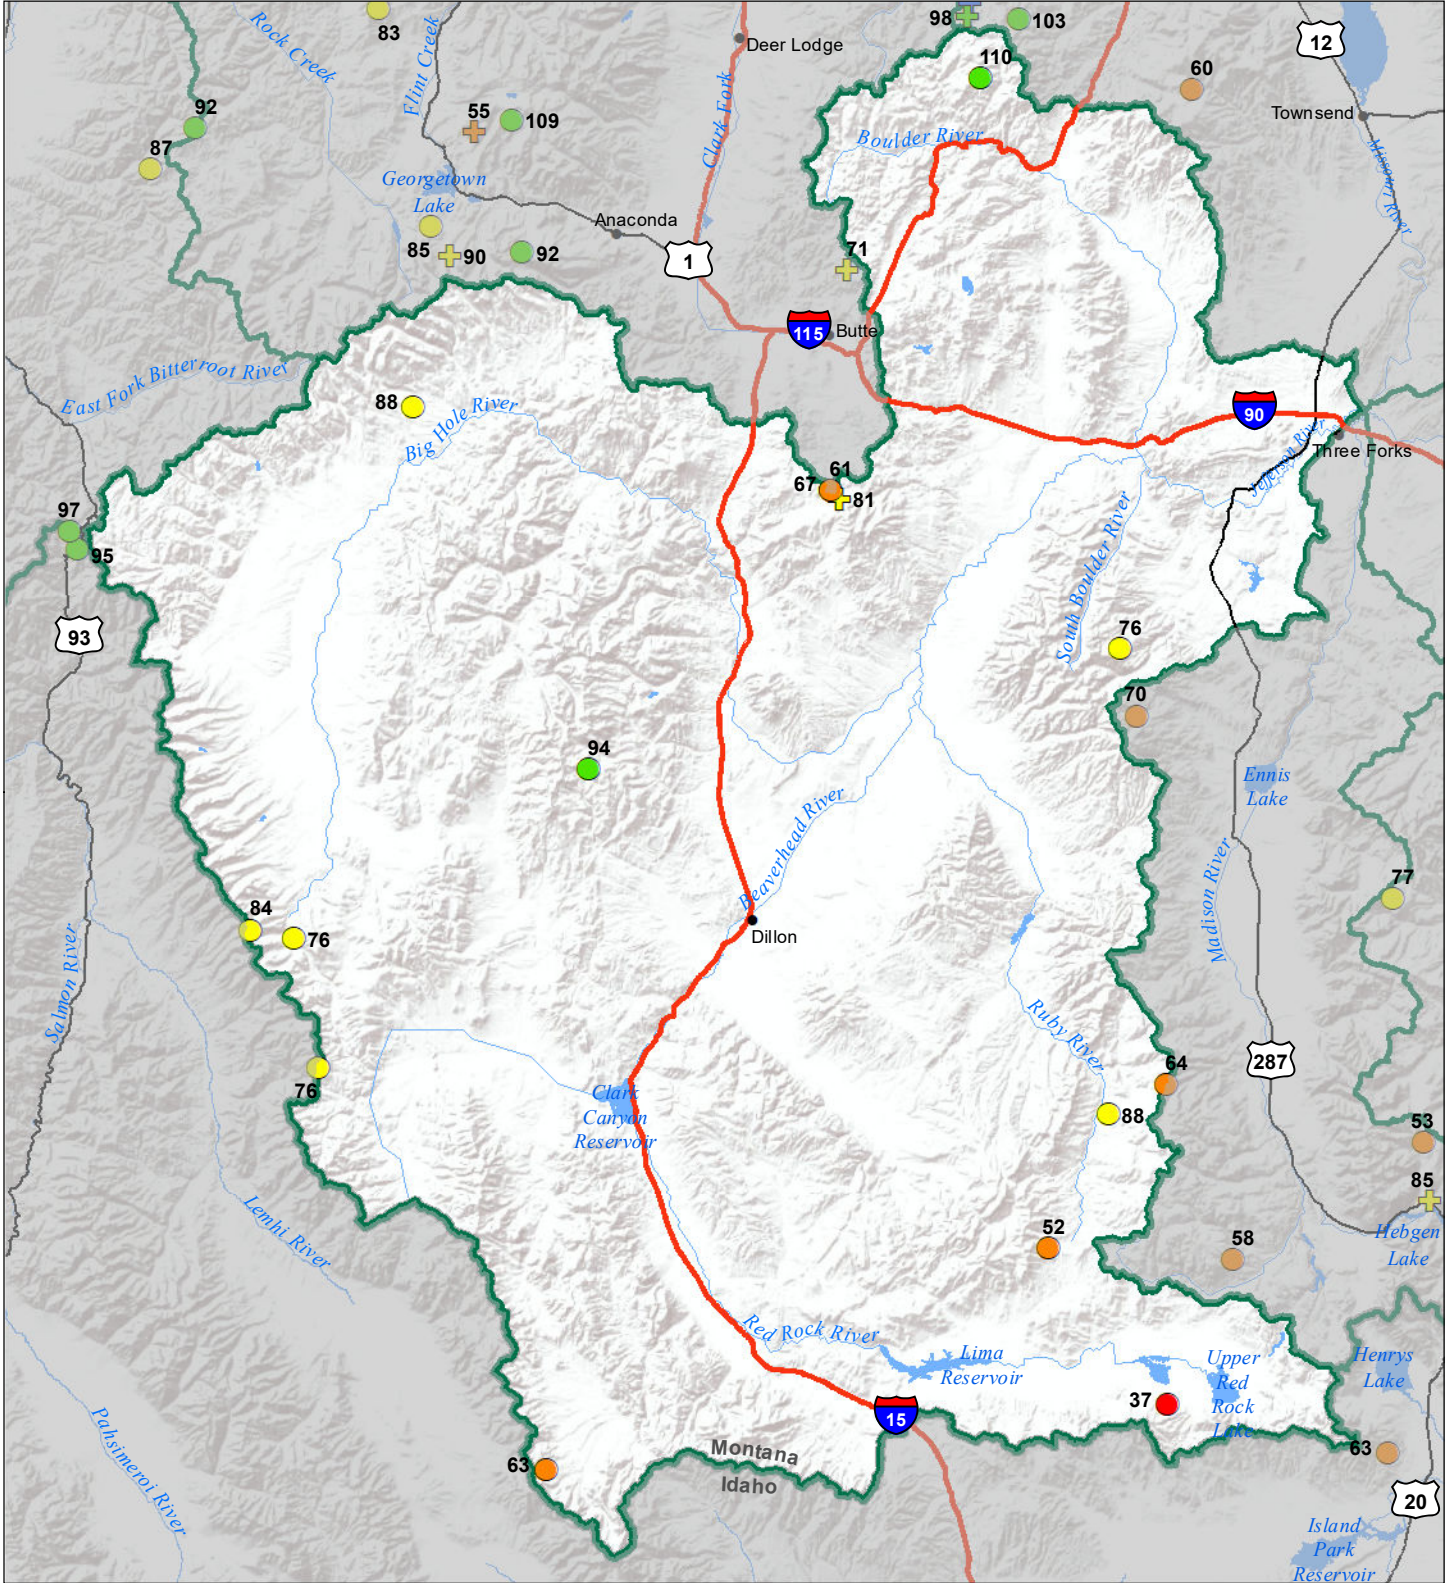 98
103
83
12
Rock Creek
Flint Creek
Deer Lodge
110
60
92
55
109
Clark Fork
Townsend
Boulder River
87
Missouri River
Georgetown
Lake
Anaconda
85
90
92
1
71
115
Butte
East Fork Bitterroot River
88
Big Hole River
90
Jefferson River
Three Forks
61
67
81
97
95
South Boulder River
93
76
70
94
Ennis
Lake
Beaverhead River
Madison River
77
84
76
Dillon
Salmon River
Ruby River
287
76
Clark
Canyon
Reservoir
64
88
53
85
Lemhi River
52
58
Hebgen
Lake
Red Rock River
Lima
Reservoir
Upper
Red
Rock
Lake
Henrys
Lake
37
15
Pahsimeroi River
Montana
Idaho
63
63
20
Island
Park
Reservoir